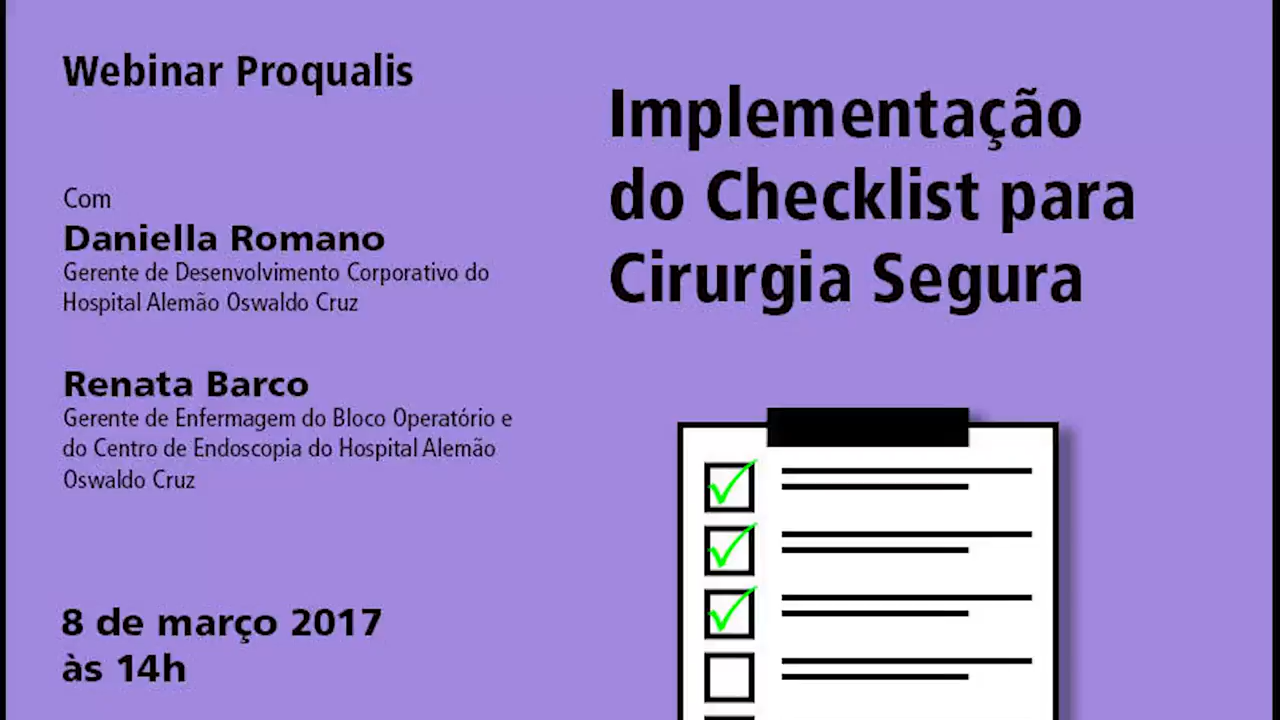 Webinar Proqualis
Com
Daniella Romano
Gerente de Desenvolvimento Corporativo do
Hospital Alemão Oswaldo Cruz
Renata Barco
Gerente de Enfermagem do Bloco Operatório e
do Centro de Endoscopia do Hospital Alemão
Oswaldo Cruz
8 de março 2017
às 14h
Implementação
do Checklist para
Cirurgia Segura